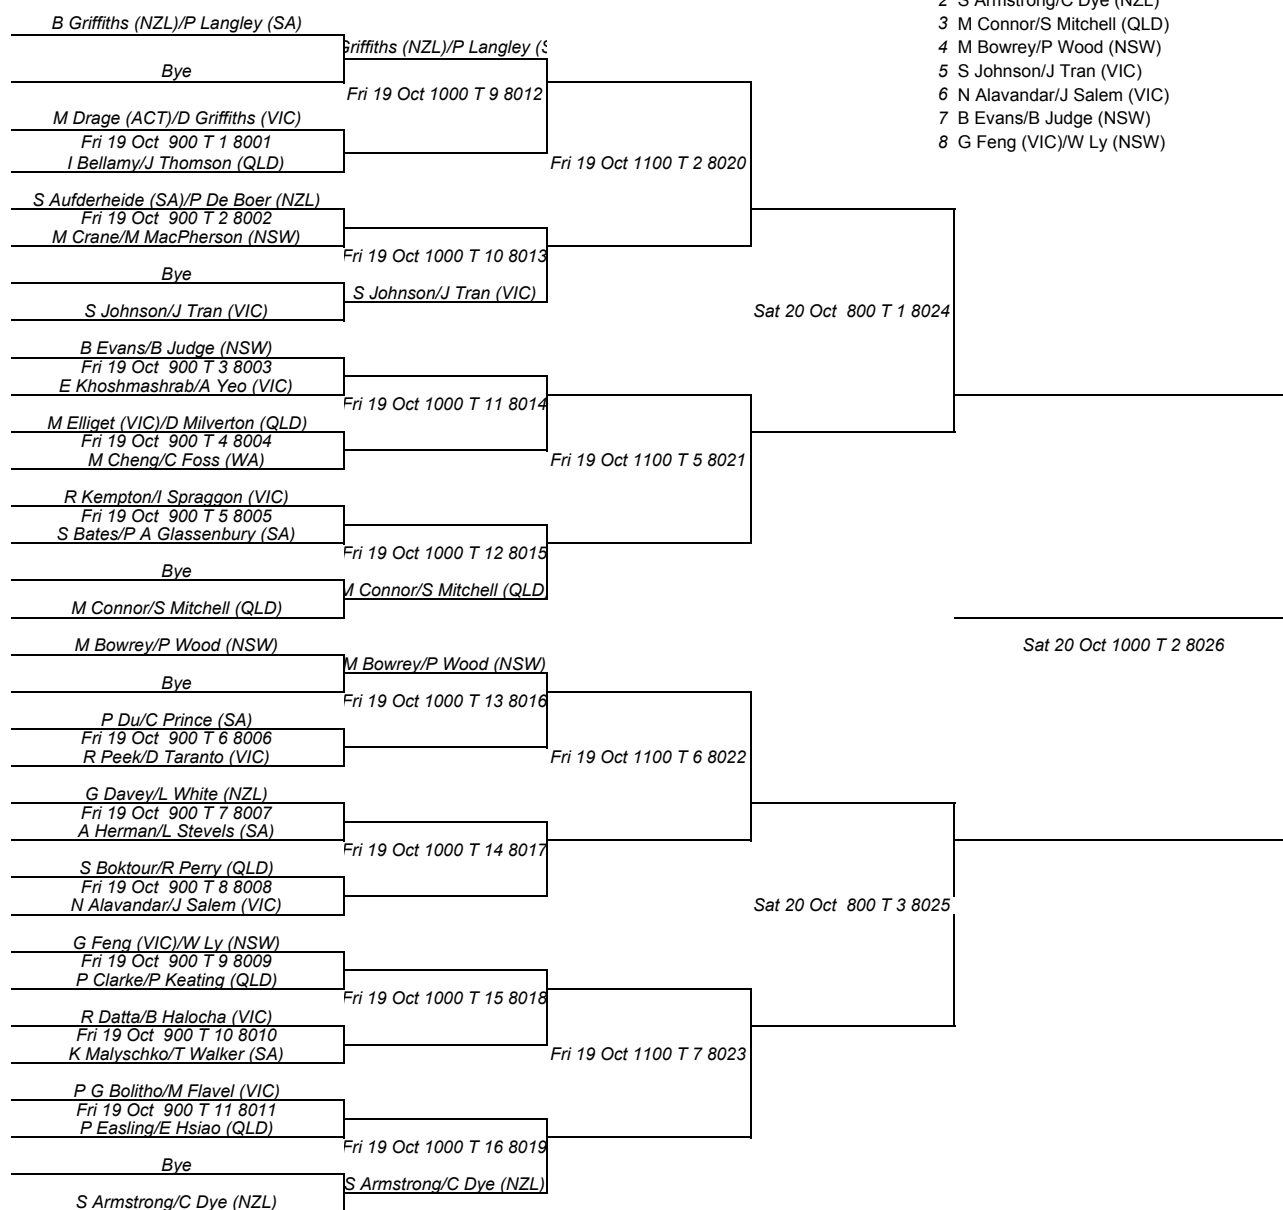 2 S Armstrong/C Dye (NZL)
3 M Connor/S Mitchell (QLD)
4 M Bowrey/P Wood (NSW)
5 S Johnson/J Tran (VIC)
6 N Alavandar/J Salem (VIC)
7 B Evans/B Judge (NSW)
8 G Feng (VIC)/W Ly (NSW)
B Griffiths (NZL)/P Langley (SA)
Bye
M Drage (ACT)/D Griffiths (VIC)
Fri 19 Oct 900 T 1 8001
I Bellamy/J Thomson (QLD)
S Aufderheide (SA)/P De Boer (NZL)
Fri 19 Oct 900 T 2 8002
M Crane/M MacPherson (NSW)
Bye
S Johnson/J Tran (VIC)
B Evans/B Judge (NSW)
Fri 19 Oct 900 T 3 8003
E Khoshmashrab/A Yeo (VIC)
M Elliget (VIC)/D Milverton (QLD)
Fri 19 Oct 900 T 4 8004
M Cheng/C Foss (WA)
R Kempton/I Spraggon (VIC)
Fri 19 Oct 900 T 5 8005
S Bates/P A Glassenbury (SA)
Bye
M Connor/S Mitchell (QLD)
M Bowrey/P Wood (NSW)
Bye
P Du/C Prince (SA)
Fri 19 Oct 900 T 6 8006
R Peek/D Taranto (VIC)
G Davey/L White (NZL)
Fri 19 Oct 900 T 7 8007
A Herman/L Stevels (SA)
S Boktour/R Perry (QLD)
Fri 19 Oct 900 T 8 8008
N Alavandar/J Salem (VIC)
G Feng (VIC)/W Ly (NSW)
Fri 19 Oct 900 T 9 8009
P Clarke/P Keating (QLD)
R Datta/B Halocha (VIC)
Fri 19 Oct 900 T 10 8010
K Malyschko/T Walker (SA)
P G Bolitho/M Flavel (VIC)
Fri 19 Oct 900 T 11 8011
P Easling/E Hsiao (QLD)
Bye
S Armstrong/C Dye (NZL)
Griffiths (NZL)/P Langley (S
Fri 19 Oct 1000 T 9 8012
Fri 19 Oct 1000 T 10 8013
S Johnson/J Tran (VIC)
Fri 19 Oct 1000 T 11 8014
Fri 19 Oct 1000 T 12 8015
M Connor/S Mitchell (QLD
M Bowrey/P Wood (NSW)
Fri 19 Oct 1000 T 13 8016
Fri 19 Oct 1000 T 14 8017
Fri 19 Oct 1000 T 15 8018
Fri 19 Oct 1000 T 16 8019
S Armstrong/C Dye (NZL)
Fri 19 Oct 1100 T 2 8020
Fri 19 Oct 1100 T 5 8021
Fri 19 Oct 1100 T 6 8022
Fri 19 Oct 1100 T 7 8023
Sat 20 Oct 800 T 1 8024
Sat 20 Oct 800 T 3 8025
Sat 20 Oct 1000 T 2 8026